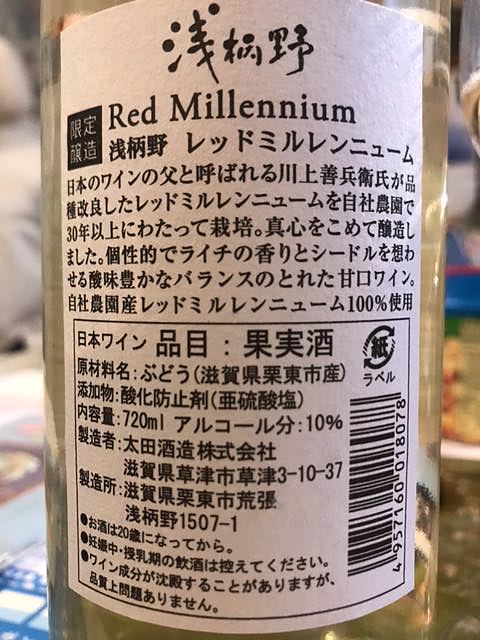 浅柄野
限定醸造
Red Millennium
浅柄野 レッドミルレンニューム
日本のワインの父と呼ばれる川上善兵衛氏が品
種改良したレッドミルレンニュームを自社農園で
30年以上にわたって栽培。真心をこめて醸造し
ました。個性的でライチの香りとシードルを想わ
せる酸味豊かなバランスのとれた甘口ワイン。
自社農園産レッドミルレンニューム100%使用
日本ワイン 品目:果実酒
原材料名:ぶどう(滋賀県栗東市産)
添加物:酸化防止剤(亜硫酸塩)
内容量:720ml アルコール分:10%
製造者:太田酒造株式会社
滋賀県草津市草津3-10-37
製造所:滋賀県栗東市荒張
浅柄野1507-1
●お酒は20歳になってから。
●妊娠中・授乳期の飲酒は控えてください。
●ワイン成分が沈殿することがありますが、
品質上問題ありません。
紙
ラベル
4957160018078